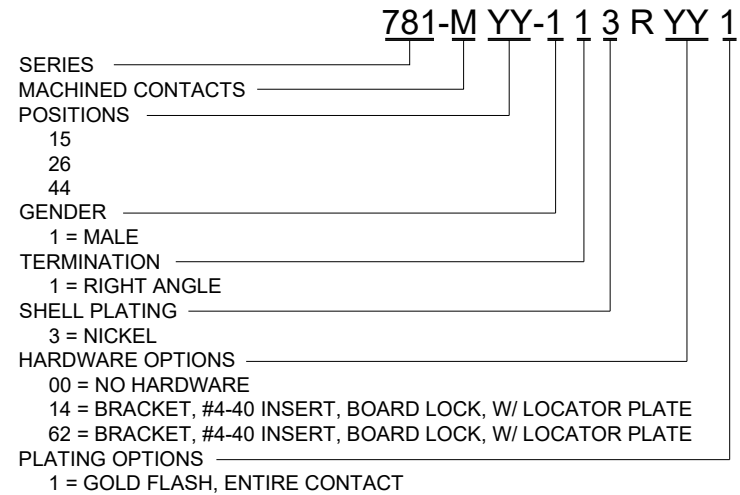 781-M YY-1 1 3 R YY 1
SERIES
MACHINED CONTACTS
POSITIONS
15
26
44
GENDER
1 = MALE
TERMINATION
1 = RIGHT ANGLE
SHELL PLATING
3 = NICKEL
HARDWARE OPTIONS
00 = NO HARDWARE
14 = BRACKET, #4-40 INSERT, BOARD LOCK, W/ LOCATOR PLATE
62 = BRACKET, #4-40 INSERT, BOARD LOCK, W/ LOCATOR PLATE
PLATING OPTIONS
1 = GOLD FLASH, ENTIRE CONTACT